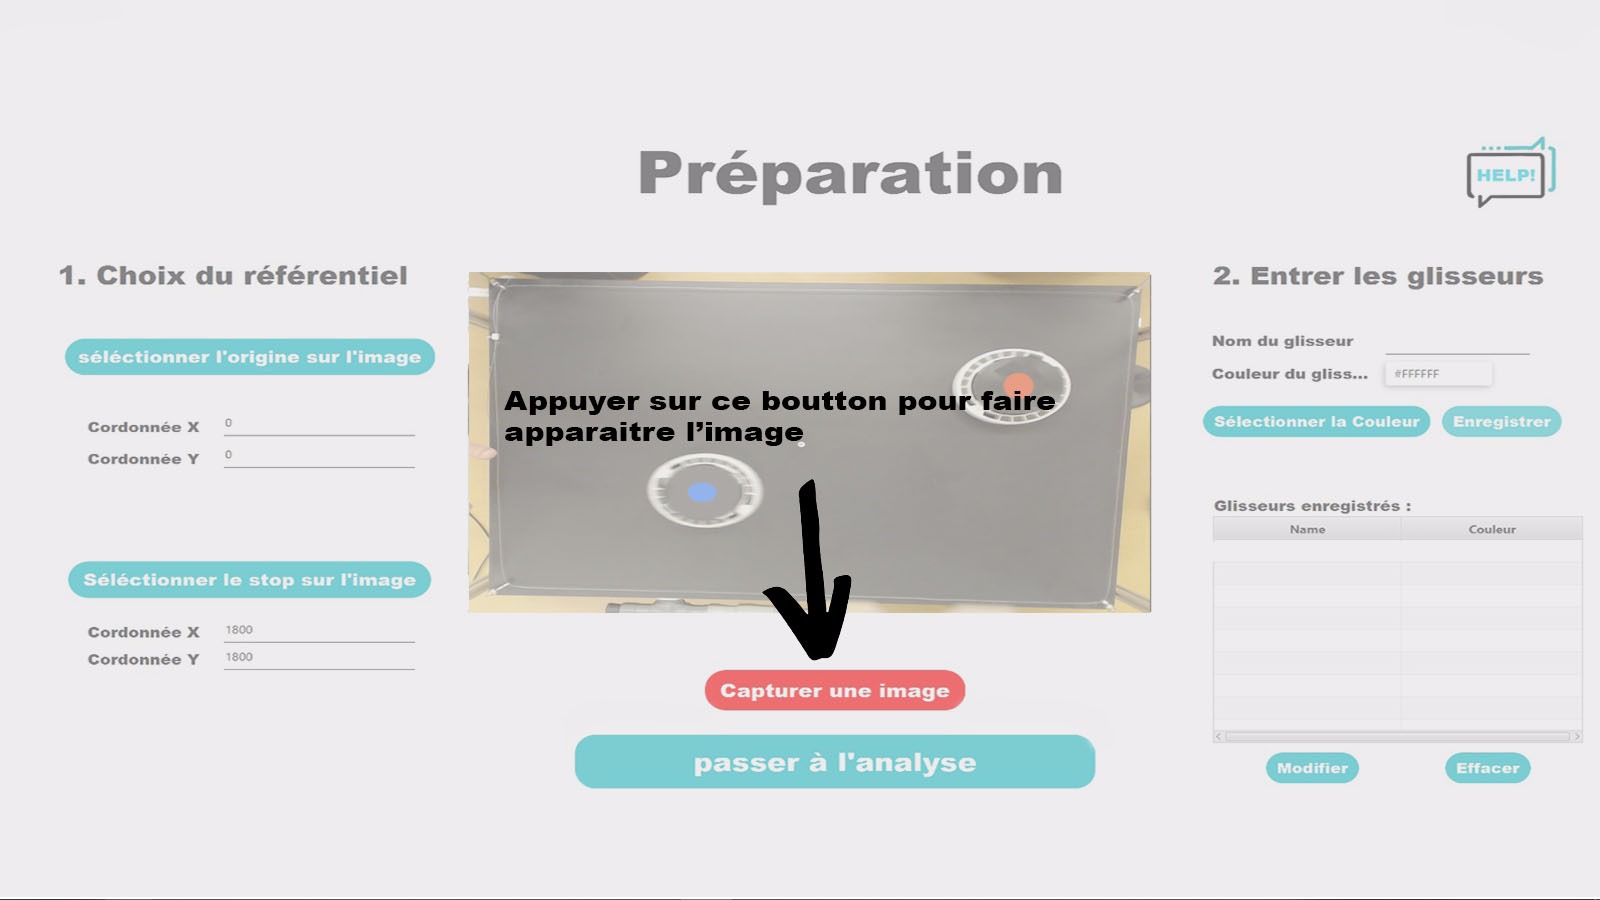 Préparation
HELP!
1. Choix du référentiel
séléctionner l'origine sur l'image
Cordonnée X 0
Cordonnée Y 0
Séléctionner le stop sur l'image
Cordonnée X 1800
Cordonnée Y 1800
Appuyer sur ce boutton pour faire
apparaitre l’image
Capturer une image
passer à l'analyse
2. Entrer les glisseurs
Nom du glisseur
Couleur du gliss... #FFFFFF
Sélectionner la Couleur Enregistrer
Glisseurs enregistrés :
Name Couleur
Modifier Effacer